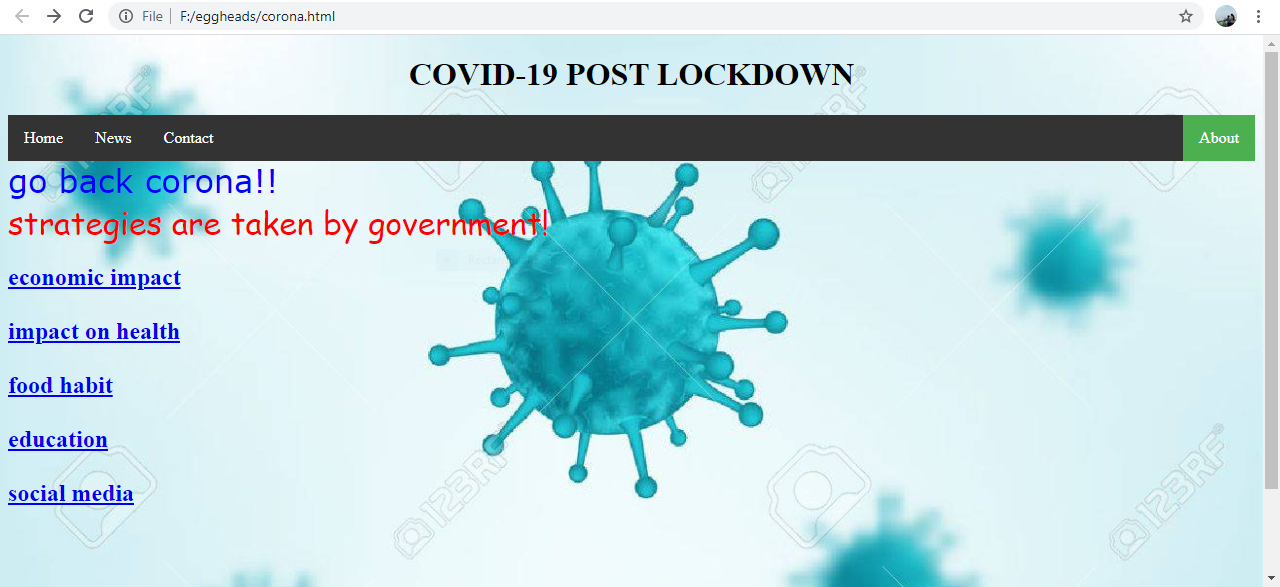 File | F:/eggheads/corona.html
COVID-19 POST LOCKDOWN
Home News Contact About
go back corona!!
strategies are taken by government!
economic impact
impact on health
food habit
education
social media
123RF
123RF
123RF
123RF
123RF